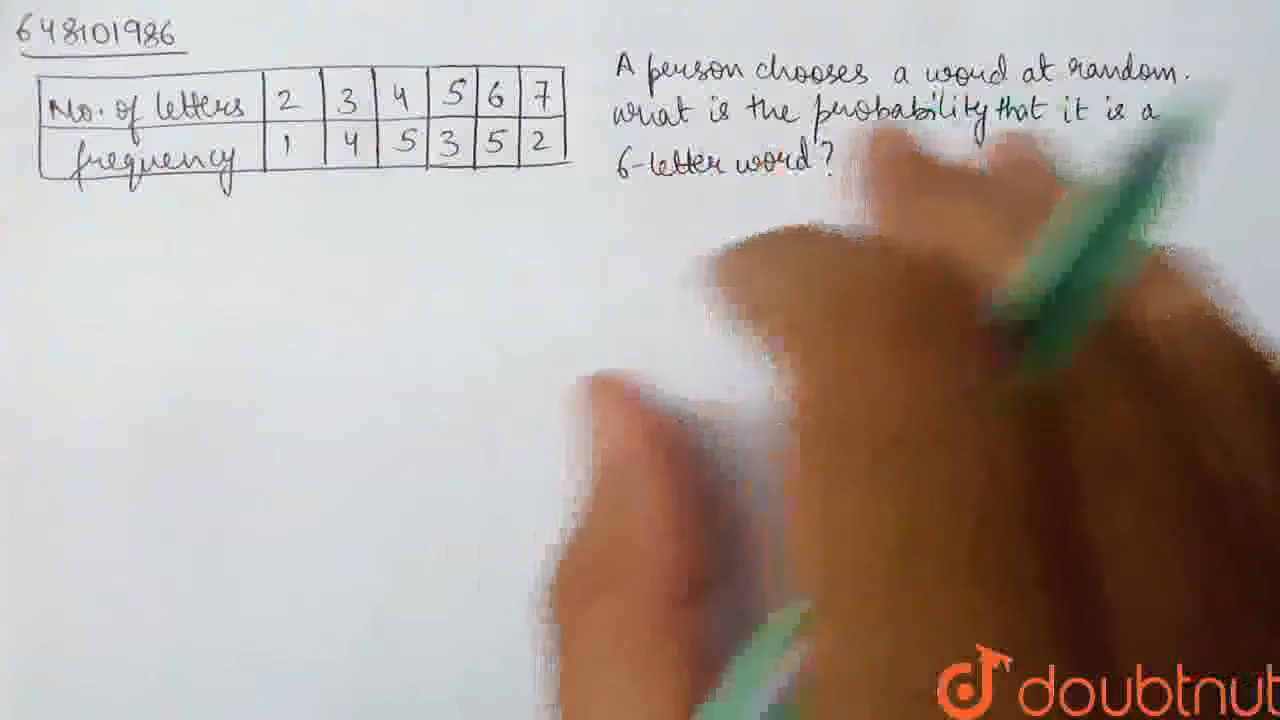 648101986
No. of letters 2 3 4 5 6 7
frequency 1 4 5 3 5 2
A person chooses a word at random.
what is the probability that it is a
6-letter word?
doubtnut